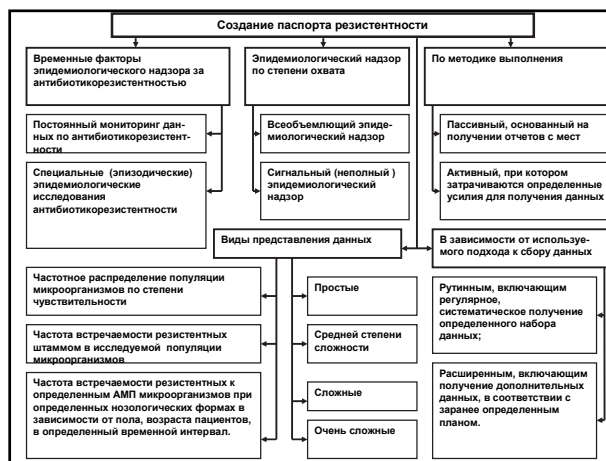 Создание паспорта резистентности
Временные факторы
эпидемиологического надзора за
антибиотикорезистентностью
Эпидемиологический надзор
по степени охвата
По методике выполнения
Постоянный мониторинг дан-
ных по антибиотикорезистент-
ности
Всеобъемлющий эпиде-
миологический надзор
Пассивный, основанный на
получении отчетов с мест
Специальные (эпизодические)
эпидемиологические
исследования
антибиотикорезистентности
Сигнальный (неполный )
эпидемиологический
надзор
Активный, при котором
затрачиваются определенные
усилия для получения данных
Виды представления данных
В зависимости от используе-
мого подхода к сбору данных
Частотное распределение популяции
микроорганизмов по степени
чувствительности
Простые
Рутинным, включающим
регулярное,
систематическое получение
определенного набора
данных;
Частота встречаемости резистентных
штаммом в исследуемой популяции
микроорганизмов
Средней степени
сложности
Частота встречаемости резистентных к
определенным АМП микроорганизмов при
определенных нозологических формах в
зависимости от пола, возраста пациентов,
в определенный временной интервал.
Сложные
Очень сложные
Расширенным, включающим
получение дополнительных
данных, в соответствии с
заранее определенным
планом.